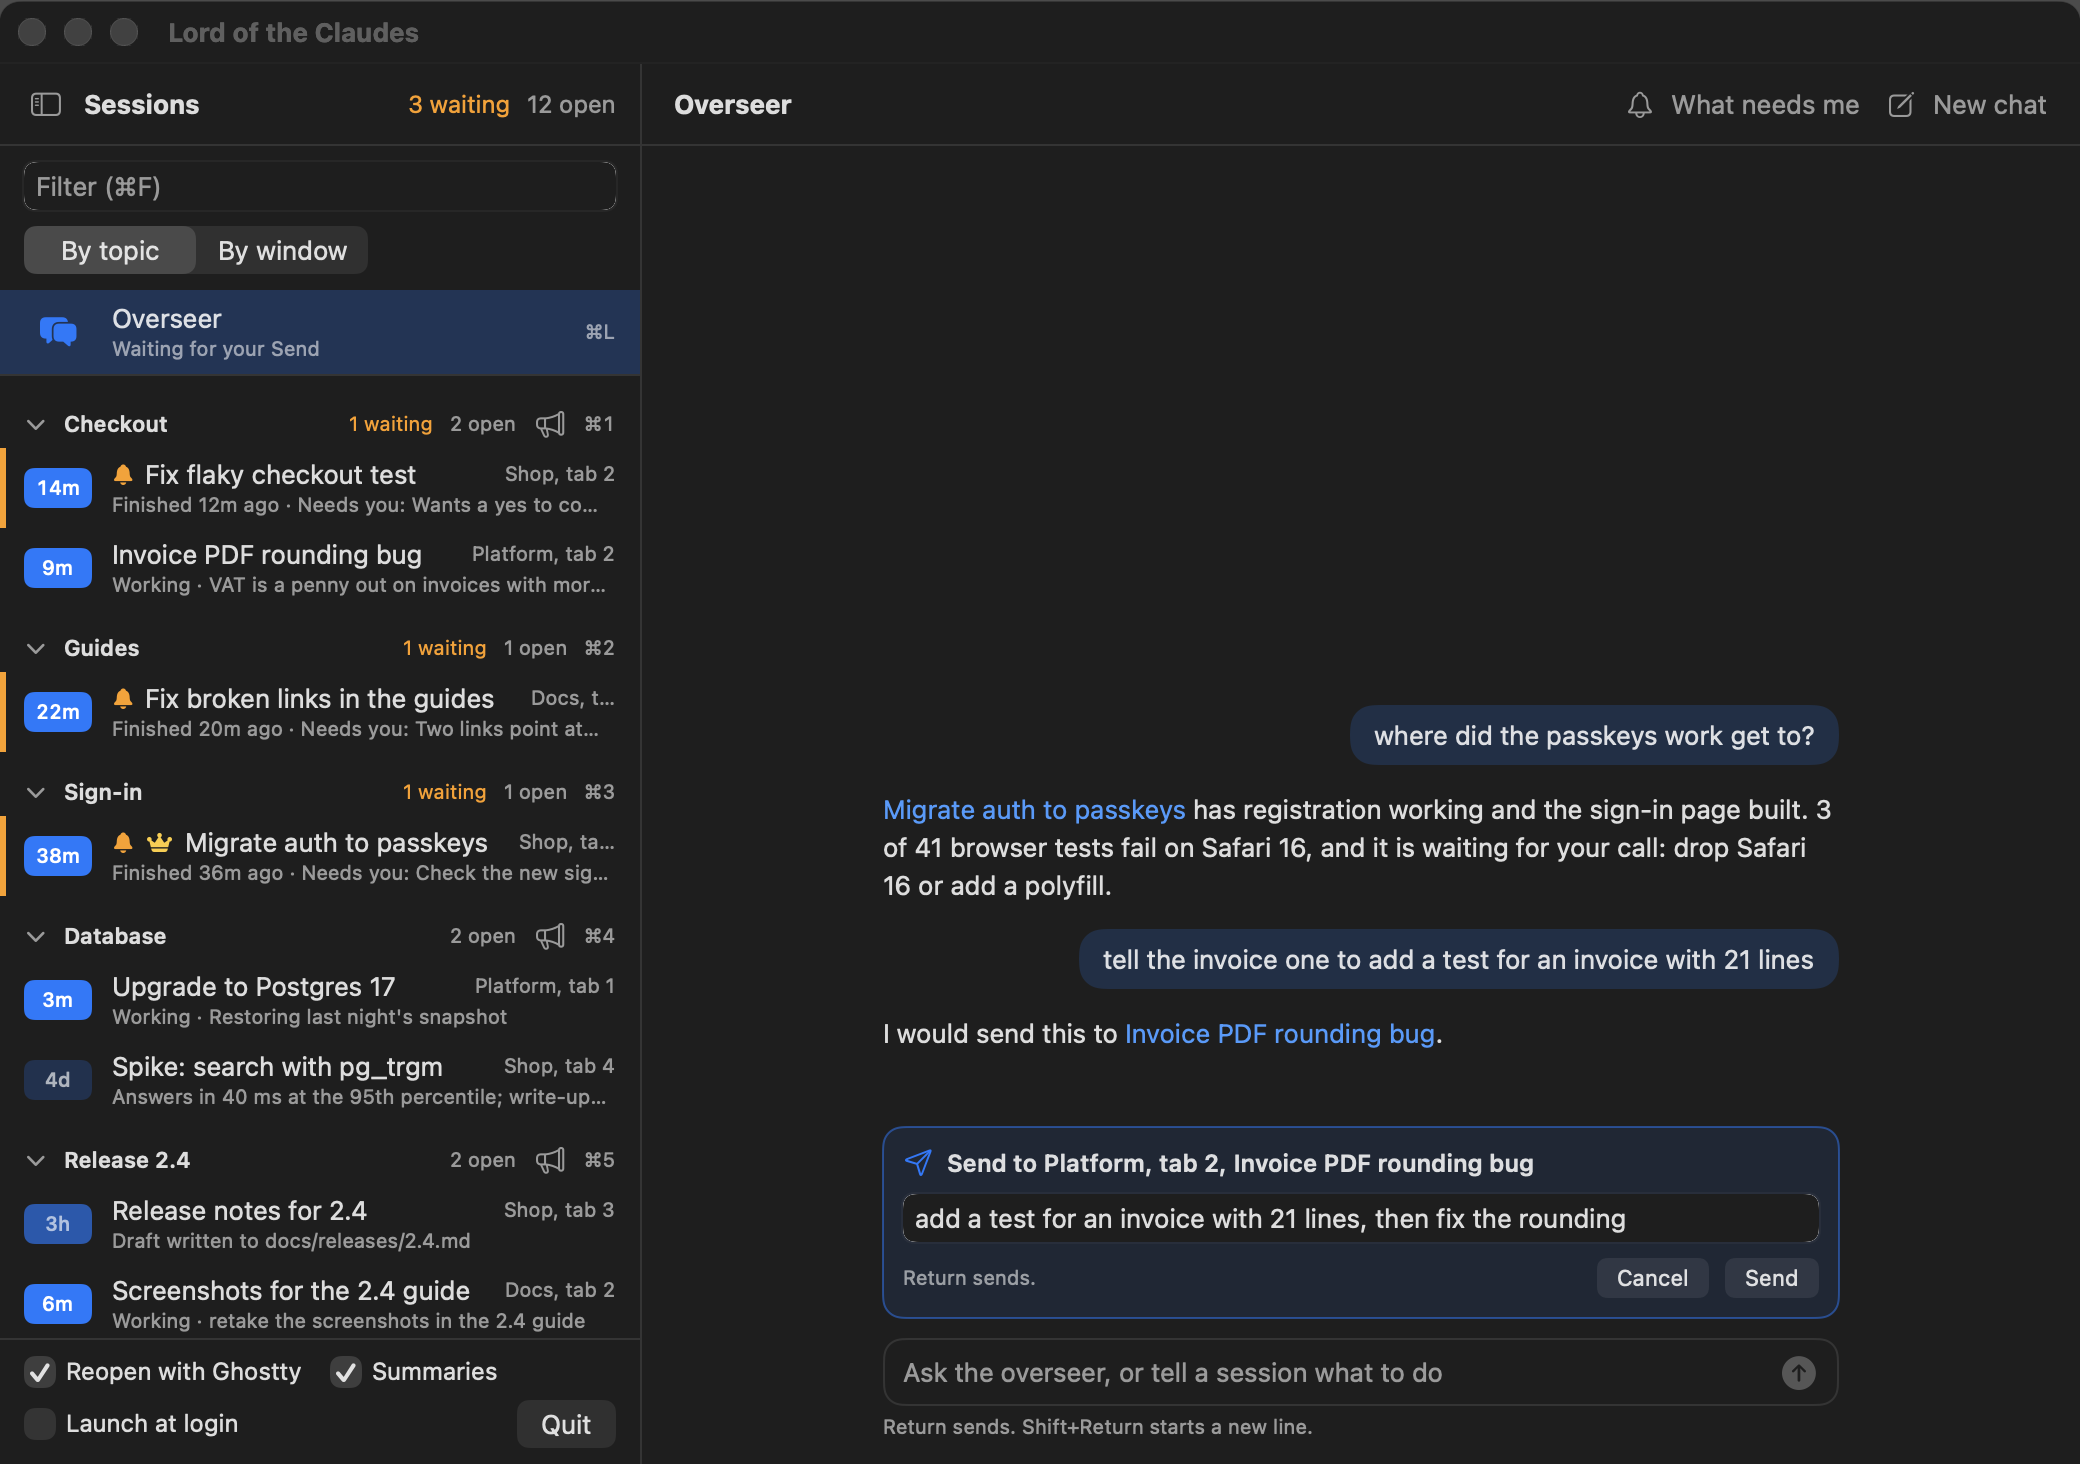 Lord of the Claudes
Sessions
3 waiting 12 open
Filter (⌘F)
By topic By window
Overseer
Waiting for your Send
⌘L
Checkout 1 waiting 2 open ⌘1
14m
Fix flaky checkout test Shop, tab 2
Finished 12m ago · Needs you: Wants a yes to co...
9m
Invoice PDF rounding bug Platform, tab 2
Working · VAT is a penny out on invoices with mor...
Guides 1 waiting 1 open ⌘2
22m
Fix broken links in the guides Docs, t...
Finished 20m ago · Needs you: Two links point at...
Sign-in 1 waiting 1 open ⌘3
38m
Migrate auth to passkeys Shop, ta...
Finished 36m ago · Needs you: Check the new sig...
Database 2 open ⌘4
3m
Upgrade to Postgres 17 Platform, tab 1
Working · Restoring last night's snapshot
4d
Spike: search with pg_trgm Shop, tab 4
Answers in 40 ms at the 95th percentile; write-up...
Release 2.4 2 open ⌘5
3h
Release notes for 2.4 Shop, tab 3
Draft written to docs/releases/2.4.md
6m
Screenshots for the 2.4 guide Docs, tab 2
Working · retake the screenshots in the 2.4 guide
Reopen with Ghostty Summaries
Launch at login
Quit
Overseer
What needs me New chat
where did the passkeys work get to?
Migrate auth to passkeys has registration working and the sign-in page built. 3
of 41 browser tests fail on Safari 16, and it is waiting for your call: drop Safari
16 or add a polyfill.
tell the invoice one to add a test for an invoice with 21 lines
I would send this to Invoice PDF rounding bug.
Send to Platform, tab 2, Invoice PDF rounding bug
add a test for an invoice with 21 lines, then fix the rounding
Return sends.
Cancel Send
Ask the overseer, or tell a session what to do
Return sends. Shift+Return starts a new line.